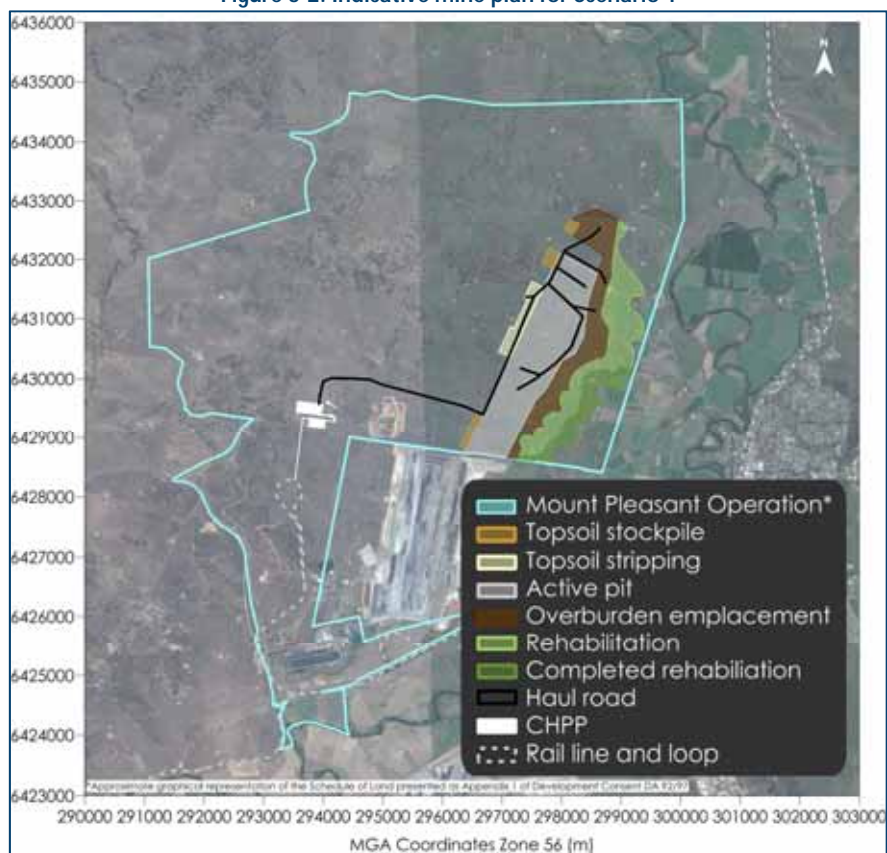 6436000
N
6435000
6434000
6433000
6432000
6431000
6430000
6429000
6428000
6427000
6426000
6425000
6424000
6423000
Mount Pleasant Operation*
Topsoil stockpile
Topsoil stripping
Active pit
Overburden emplacement
Rehabilitation
Completed rehabiliation
Haul road
CHPP
Rail line and loop
*Approximate graphical representation of the Schedule of Land presented as Appendix 1 of Development Consent DA 92/97
290000 291000 292000 293000 294000 295000 296000 297000 298000 299000 300000 301000 302000 303000
MGA Coordinates Zone 56 (m)